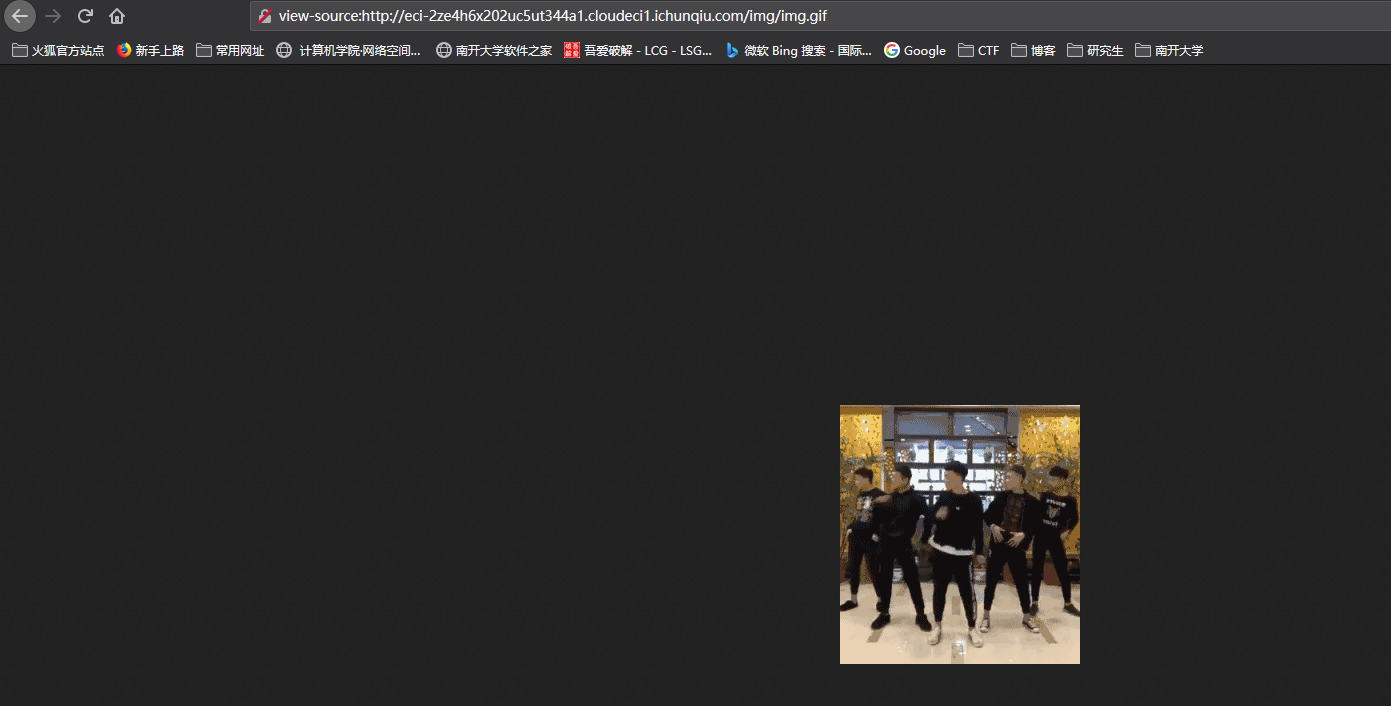 view-source:http://eci-2ze4h6x202uc5ut344a1.cloudeci1.ichunqiu.com/img/img.gif
火狐官方站点 新手上路 常用网址 计算机学院·网络空间... 南开大学软件之家 吾爱破解 - LCG - LSG... 微软 Bing 搜索 - 国际... Google CTF 博客 研究生 南开大学